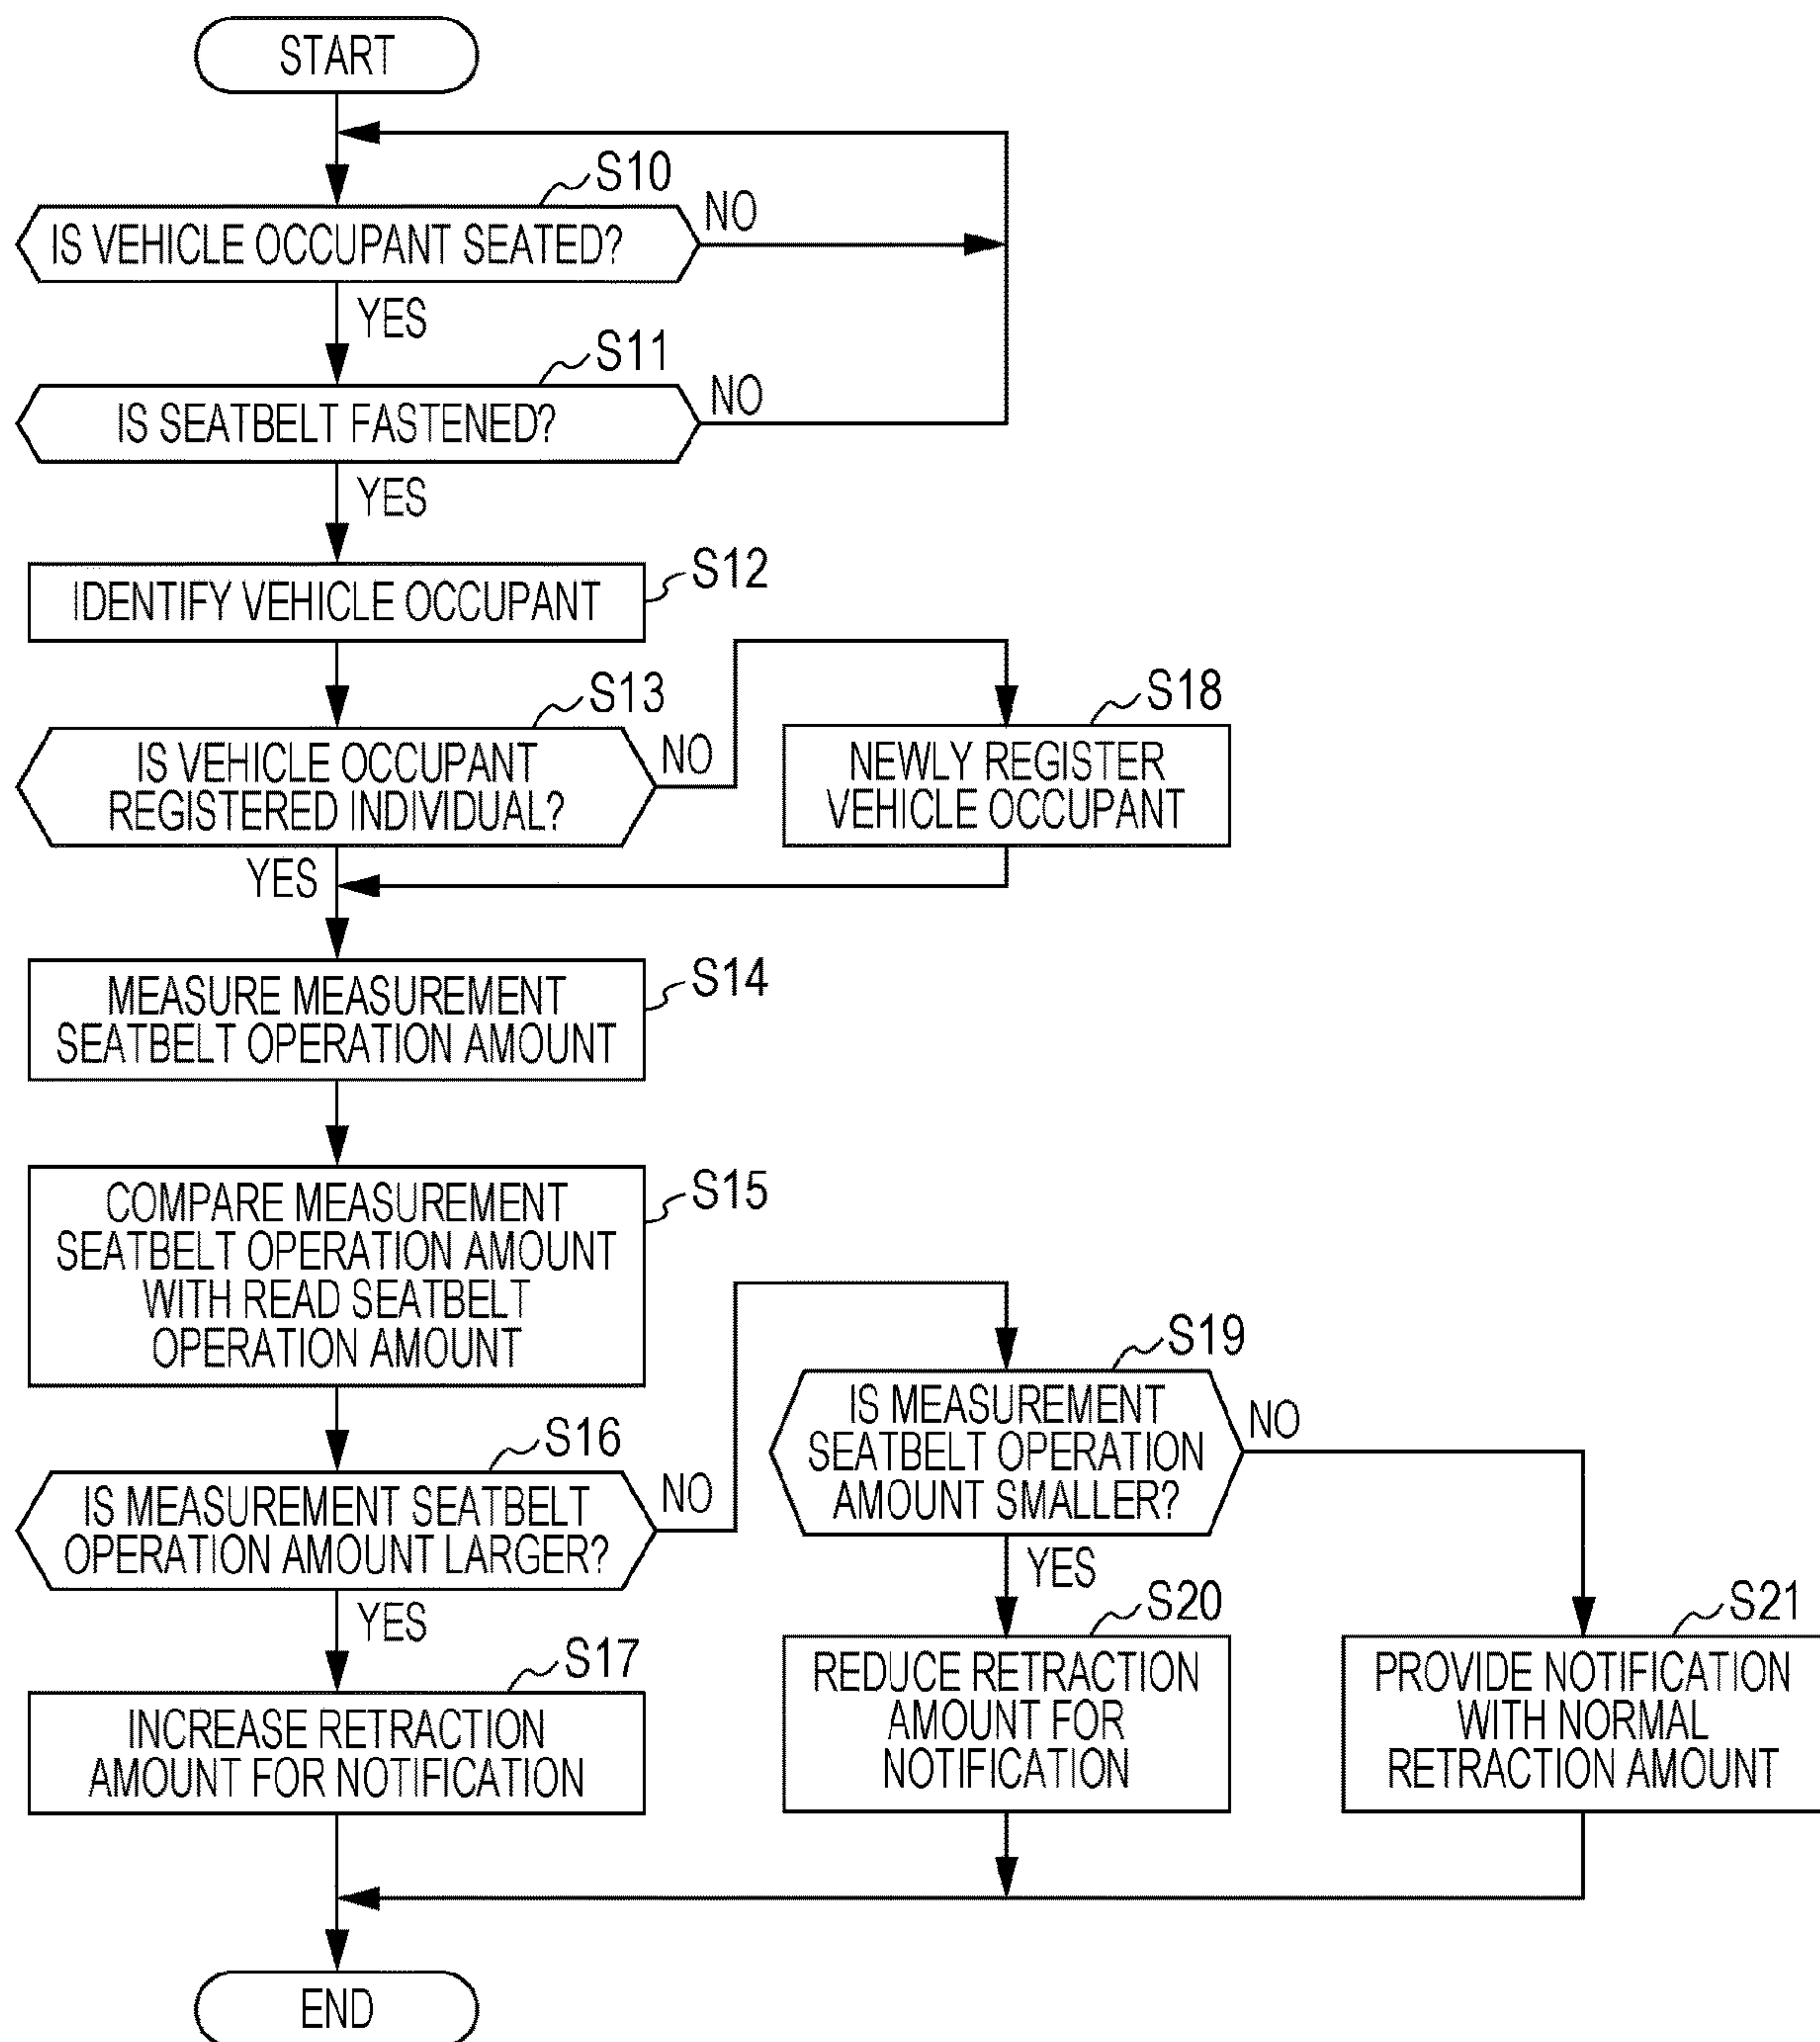 START
S10
IS VEHICLE OCCUPANT SEATED?
NO
YES
S11
IS SEATBELT FASTENED?
NO
YES
S12
IDENTIFY VEHICLE OCCUPANT
S13
IS VEHICLE OCCUPANT
REGISTERED INDIVIDUAL?
NO
YES
S18
NEWLY REGISTER
VEHICLE OCCUPANT
S14
MEASURE MEASUREMENT
SEATBELT OPERATION AMOUNT
S15
COMPARE MEASUREMENT
SEATBELT OPERATION AMOUNT
WITH READ SEATBELT
OPERATION AMOUNT
S16
IS MEASUREMENT SEATBELT
OPERATION AMOUNT LARGER?
NO
YES
S19
IS MEASUREMENT
SEATBELT OPERATION
AMOUNT SMALLER?
NO
YES
S17
INCREASE RETRACTION
AMOUNT FOR NOTIFICATION
S20
REDUCE RETRACTION
AMOUNT FOR
NOTIFICATION
S21
PROVIDE NOTIFICATION
WITH NORMAL
RETRACTION AMOUNT
END